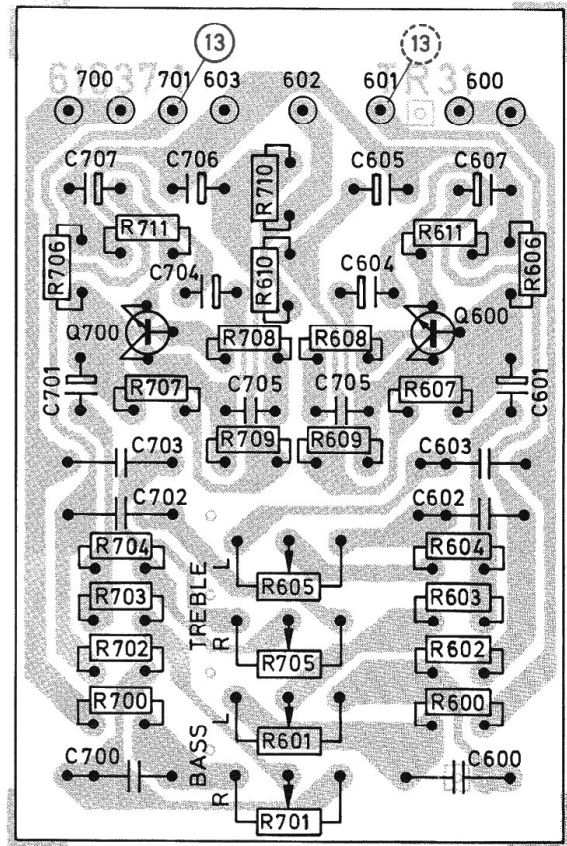 13 13
618371 TR31
700 701 603 602 601 600
C707 C706 R710 C605 C607
R706 R711 R611 R606
C704 R610 C604
Q700 R708 R608 Q600
C701 R707 C705 C705 R607 C601
R709 R609
C703 C603
C702 C602
R704 L R604
R605
R703 TREBLE R603
R
R702 R705 R602
R700 L R600
R601
C700 BASS C600
R
R701